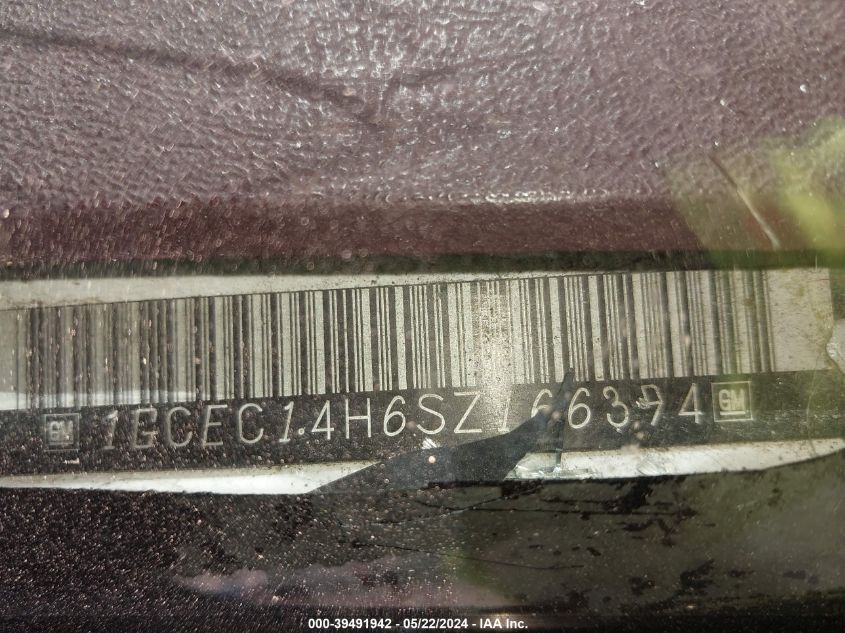 GM 1GCEC14H6SZ166394 GM
000-39491942 - 05/22/2024 - IAA Inc.